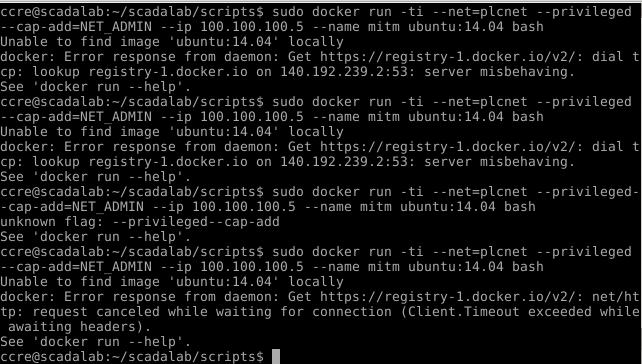 ccre@scadalab:~/scadalab/scripts$ sudo docker run -ti --net=plcnet --privileged
--cap-add=NET_ADMIN --ip 100.100.100.5 --name mitm ubuntu:14.04 bash
Unable to find image 'ubuntu:14.04' locally
docker: Error response from daemon: Get https://registry-1.docker.io/v2/: dial t
cp: lookup registry-1.docker.io on 140.192.239.2:53: server misbehaving.
See 'docker run --help'.
ccre@scadalab:~/scadalab/scripts$ sudo docker run -ti --net=plcnet --privileged
--cap-add=NET_ADMIN --ip 100.100.100.5 --name mitm ubuntu:14.04 bash
Unable to find image 'ubuntu:14.04' locally
docker: Error response from daemon: Get https://registry-1.docker.io/v2/: dial t
cp: lookup registry-1.docker.io on 140.192.239.2:53: server misbehaving.
See 'docker run --help'.
ccre@scadalab:~/scadalab/scripts$ sudo docker run -ti --net=plcnet --privileged-
-cap-add=NET_ADMIN --ip 100.100.100.5 --name mitm ubuntu:14.04 bash
unknown flag: --privileged--cap-add
See 'docker run --help'.
ccre@scadalab:~/scadalab/scripts$ sudo docker run -ti --net=plcnet --privileged
--cap-add=NET_ADMIN --ip 100.100.100.5 --name mitm ubuntu:14.04 bash
Unable to find image 'ubuntu:14.04' locally
docker: Error response from daemon: Get https://registry-1.docker.io/v2/: net/ht
tp: request canceled while waiting for connection (Client.Timeout exceeded while
 awaiting headers).
See 'docker run --help'.
ccre@scadalab:~/scadalab/scripts$